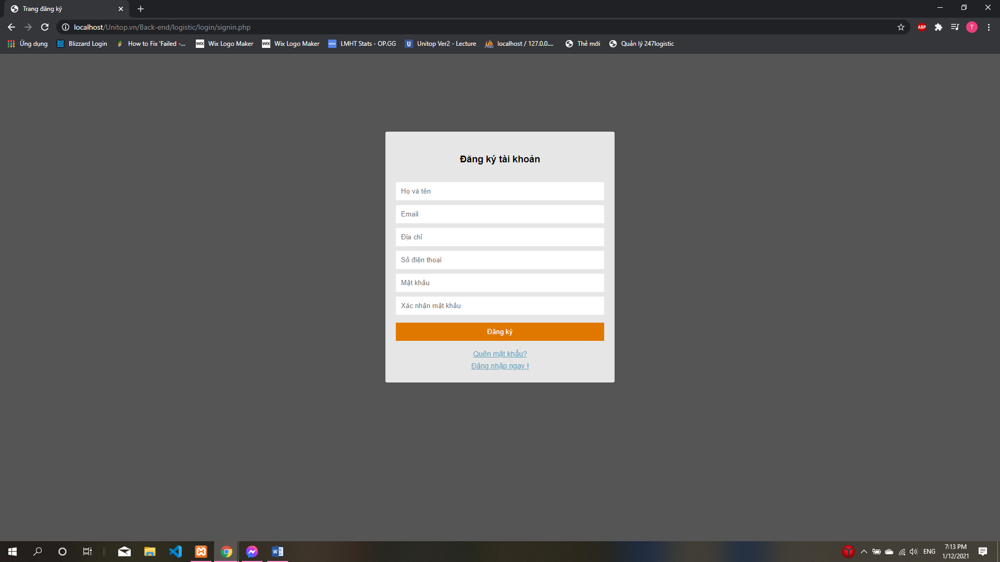 Trang đăng ký
localhost/Unitop.vn/Back-end/logistic/login/signin.php
ABP
T
Ứng dụng
Blizzard Login
How to Fix 'Failed -...
WIX Wix Logo Maker
WIX Wix Logo Maker
LMHT Stats - OP.GG
U Unitop Ver2 - Lecture
localhost / 127.0.0....
Thẻ mới
Quản lý 247logistic
Đăng ký tài khoản
Họ và tên
Email
Địa chỉ
Số điện thoại
Mật khẩu
Xác nhận mật khẩu
Đăng ký
Quên mật khẩu?
Đăng nhập ngay !
W
ENG
7:13 PM
1/12/2021